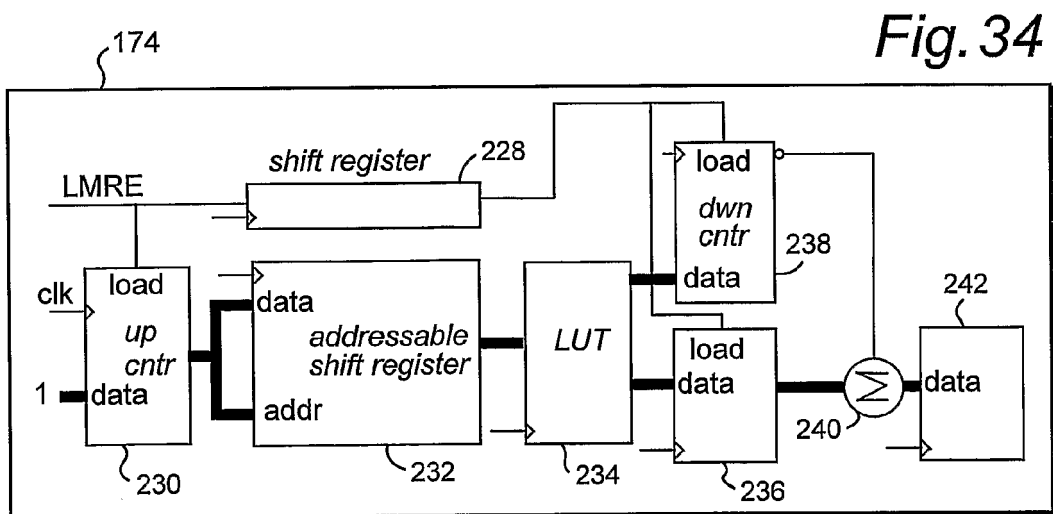 Fig. 34
174
shift register
228
LMRE
load
dwn
cntr
238
data
clk
load
up
cntr
1
data
230
data
addressable
shift register
addr
232
LUT
234
load
data
236
Σ
240
242
data